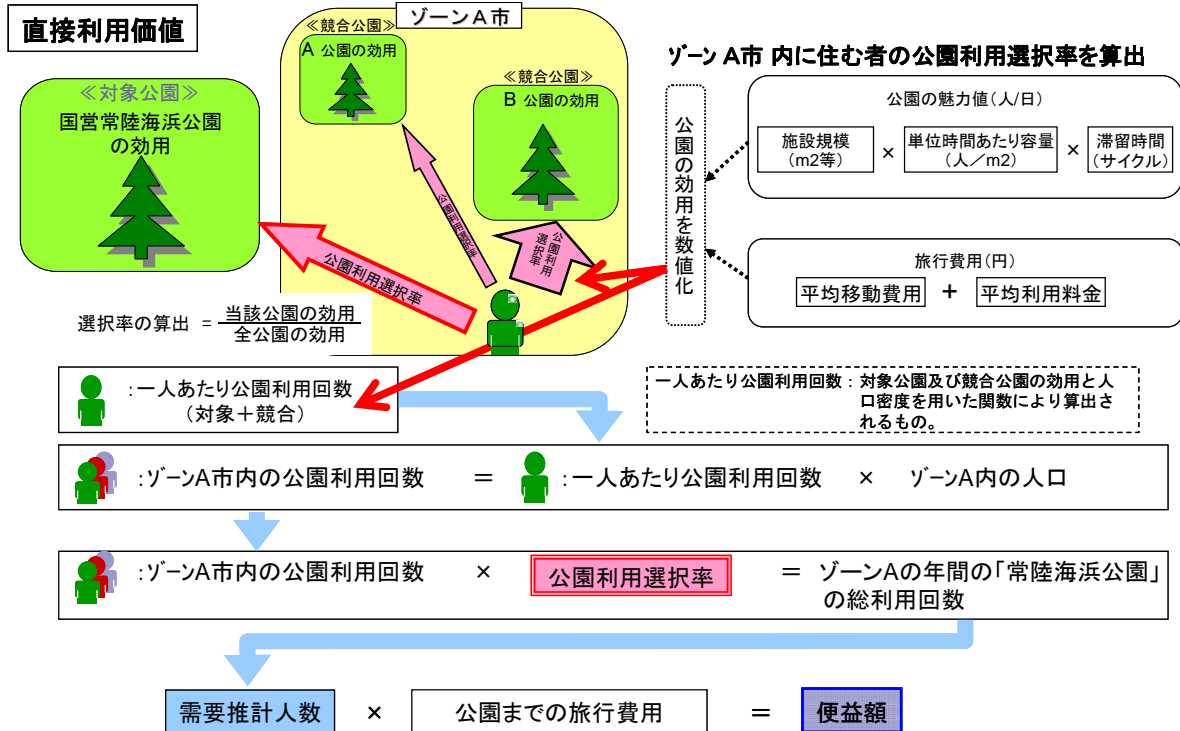 直接利用価値
ゾーンA市
≪競合公園≫
A 公園の効用
≪競合公園≫
B 公園の効用
≪対象公園≫
国営常陸海浜公園
の効用
公園利用選択率
公園利用
選択率
公園利用選択率
選択率の算出 = 当該公園の効用
全公園の効用
ゾーン A市 内に住む者の公園利用選択率を算出
公園の効用を数値化
公園の魅力値(人/日)
施設規模
(m2等)
×
単位時間あたり容量
(人/m2)
×
滞留時間
(サイクル)
旅行費用(円)
平均移動費用 + 平均利用料金
:一人あたり公園利用回数
(対象+競合)
一人あたり公園利用回数: 対象公園及び競合公園の効用と人
口密度を用いた関数により算出さ
れるもの。
:ゾーンA市内の公園利用回数 = :一人あたり公園利用回数 × ゾーンA内の人口
:ゾーンA市内の公園利用回数 × 公園利用選択率 = ゾーンAの年間の「常陸海浜公園」
の総利用回数
需要推計人数 × 公園までの旅行費用 = 便益額